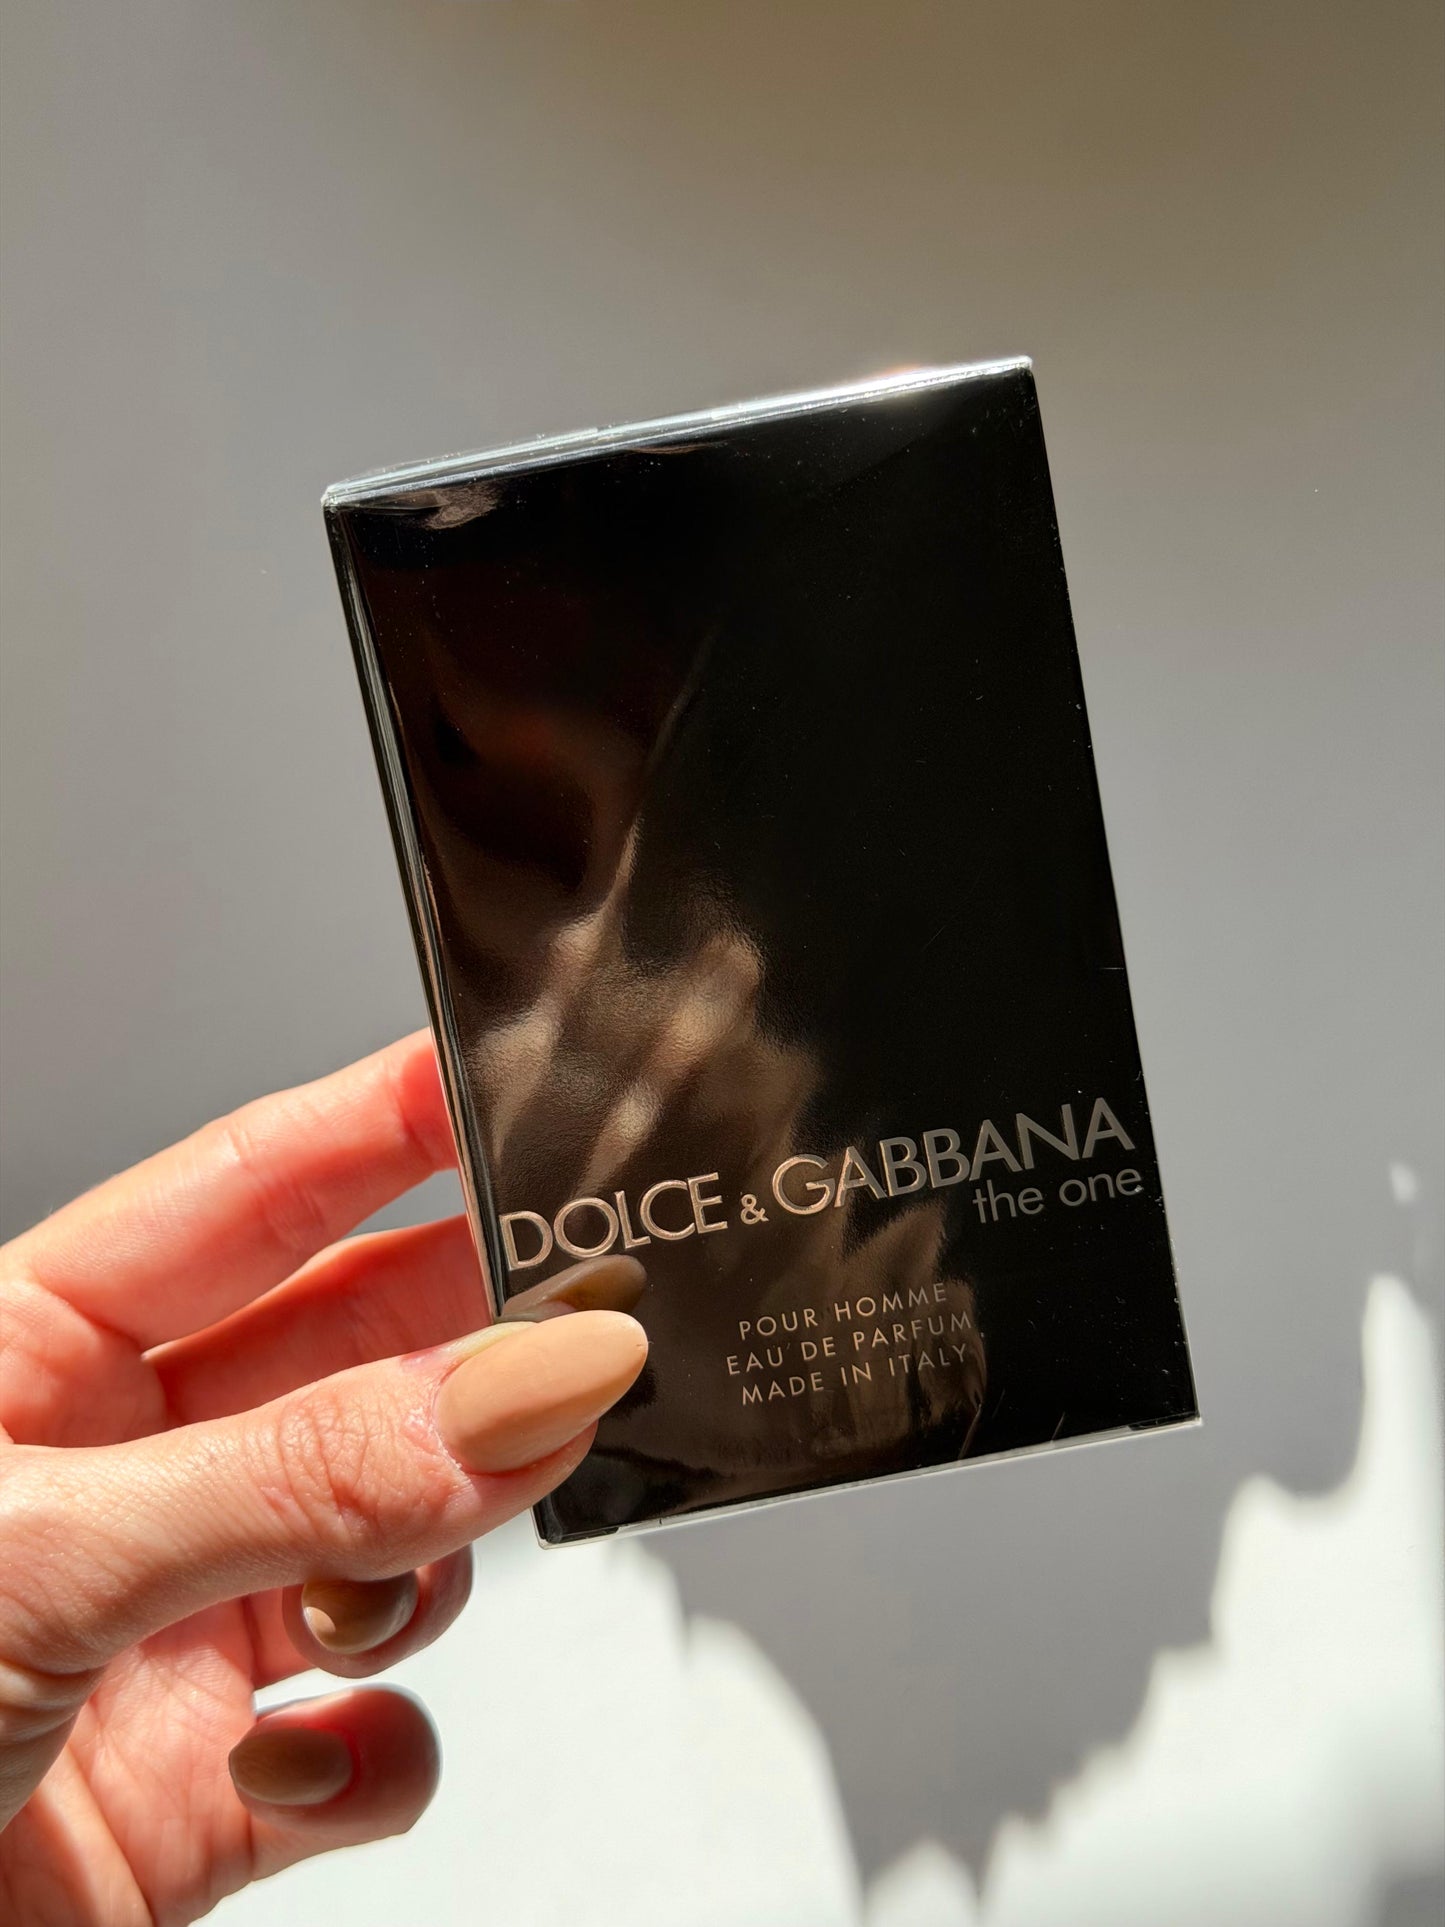 DOLCE & GABBANA
the one
POUR HOMME
EAU DE PARFUM
MADE IN ITALY